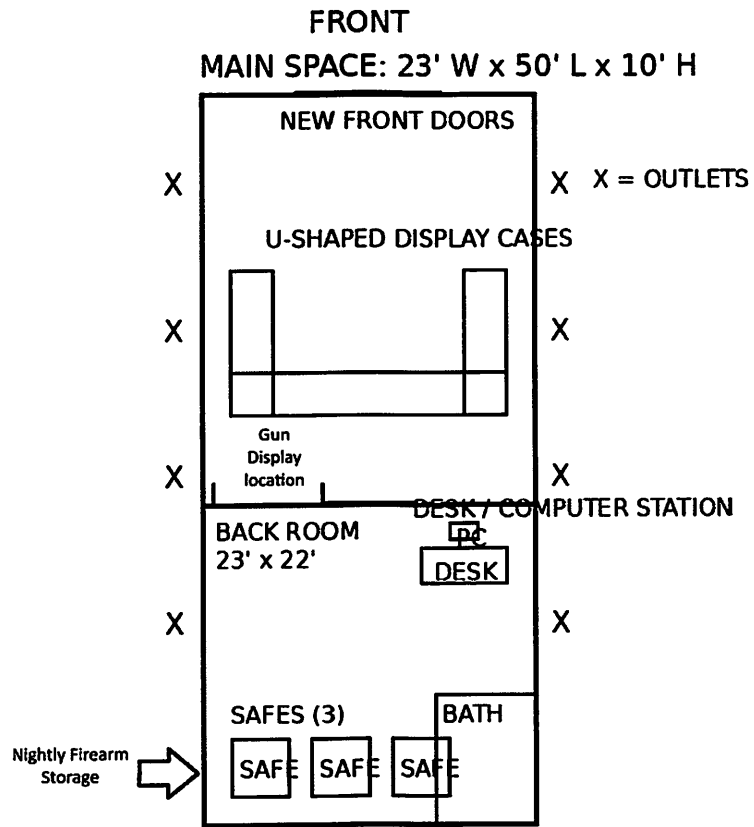 FRONT
MAIN SPACE: 23' W x 50' L x 10' H
NEW FRONT DOORS
X
X
X = OUTLETS
U-SHAPED DISPLAY CASES
X
X
Gun
Display
location
X
X
DESK / COMPUTER STATION
BACK ROOM
23' x 22'
PC
DESK
X
X
SAFES (3)
BATH
Nightly Firearm
Storage
SAFE
SAFE
SAFE